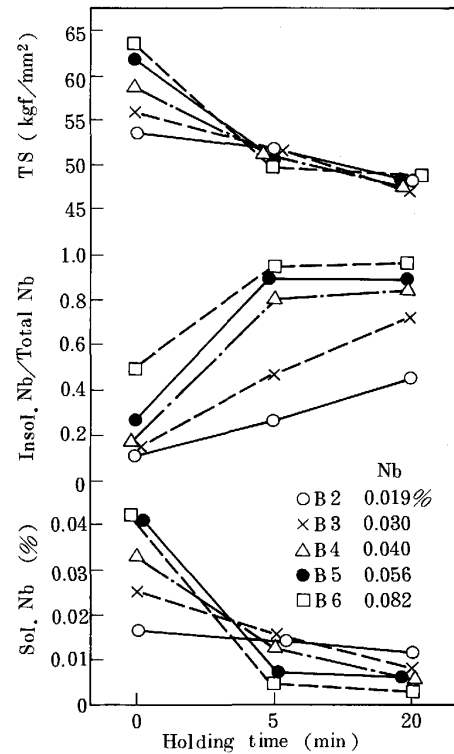 TS (kgf/mm²)
65
60
55
50
45
Insol. Nb/Total Nb
1.0
0.8
0.6
0.4
0.2
0
Nb
○ B 2 0.019%
× B 3 0.030
△ B 4 0.040
● B 5 0.056
□ B 6 0.082
Sol. Nb (%)
0.04
0.03
0.02
0.01
0
0 5 20
Holding time (min)